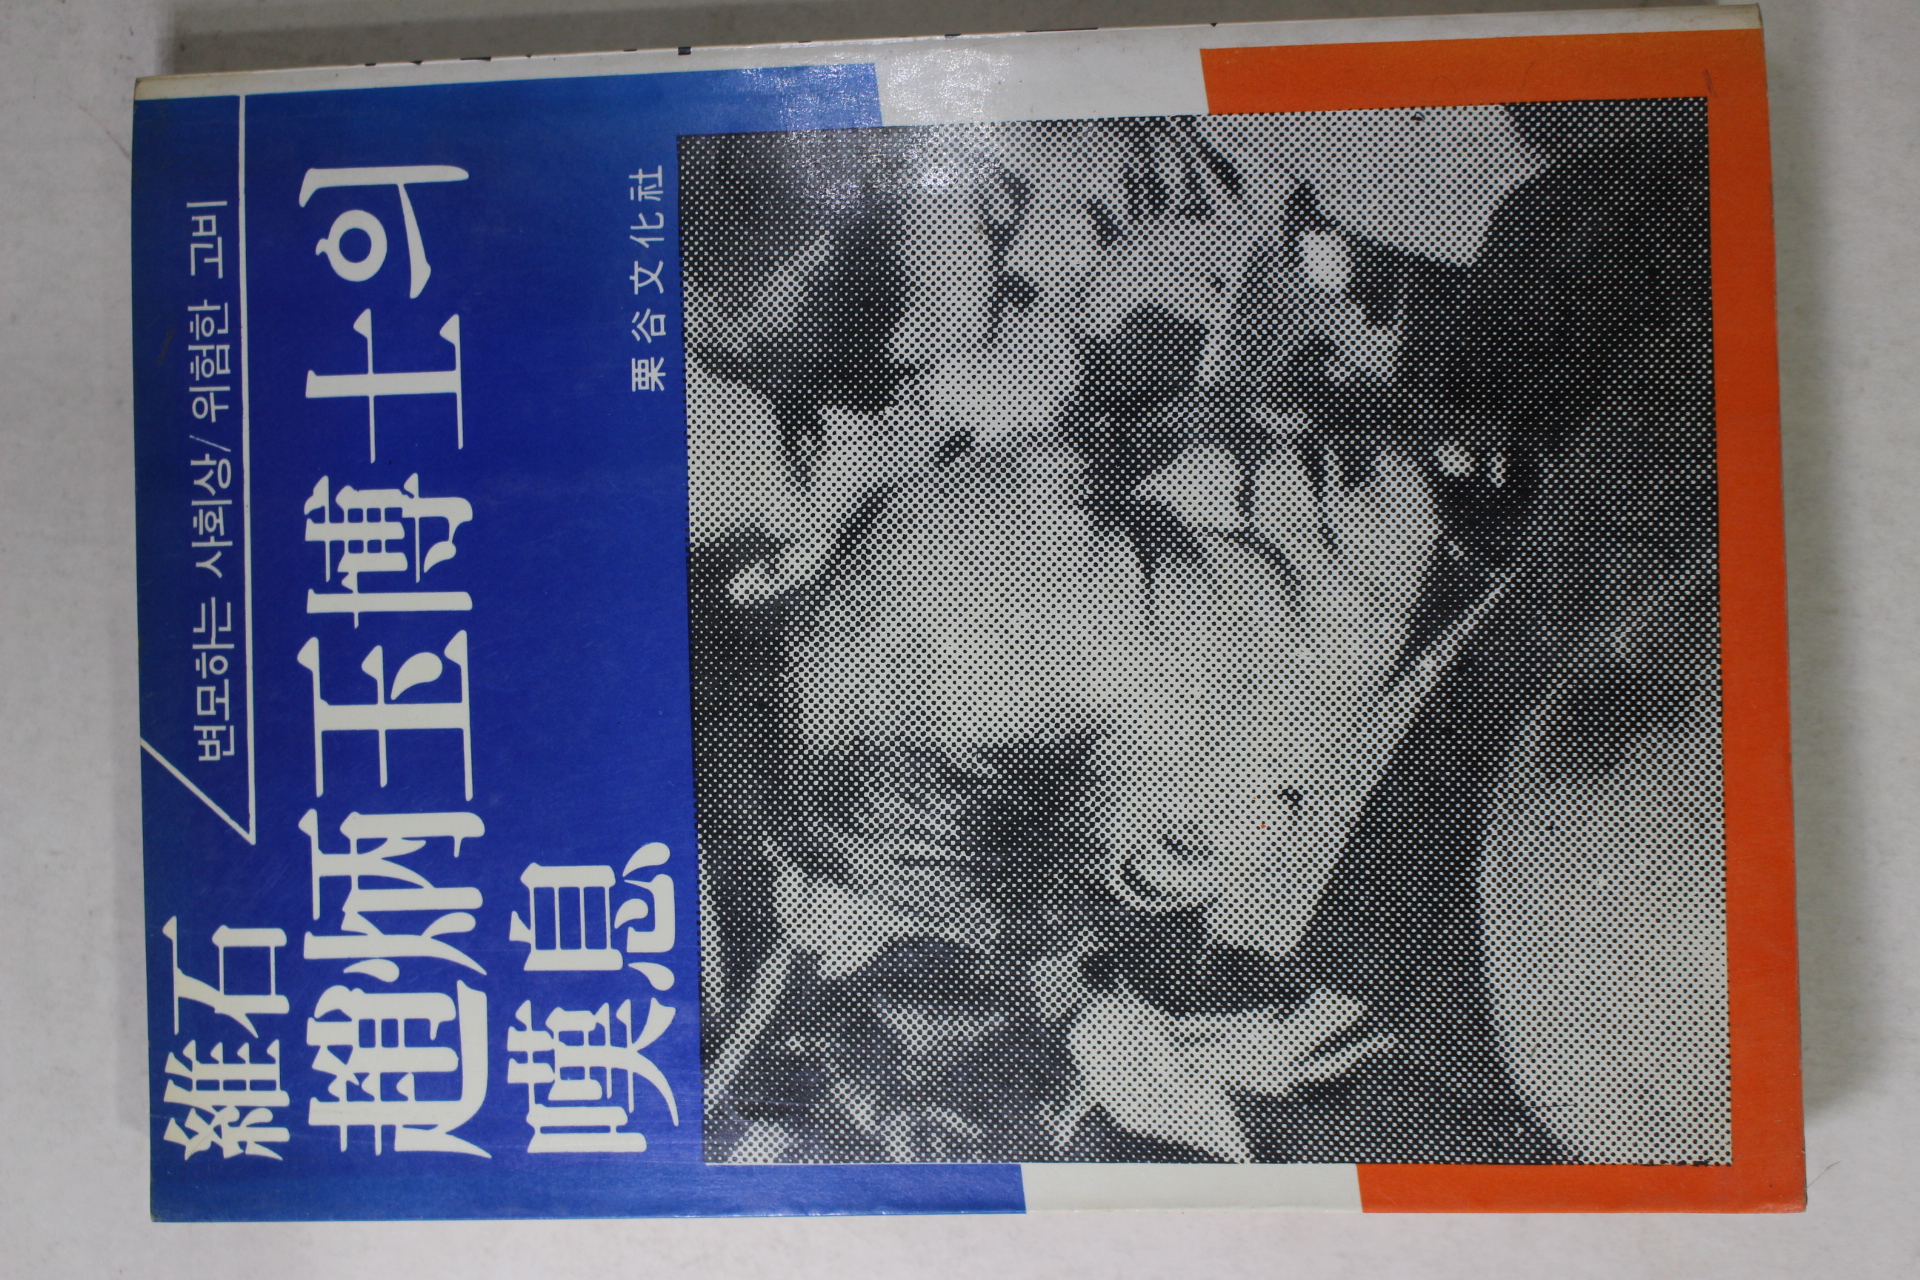 변모하는 사회상/위험한 고비
維石
趙炳玉博士의
嘆息
栗谷文化社